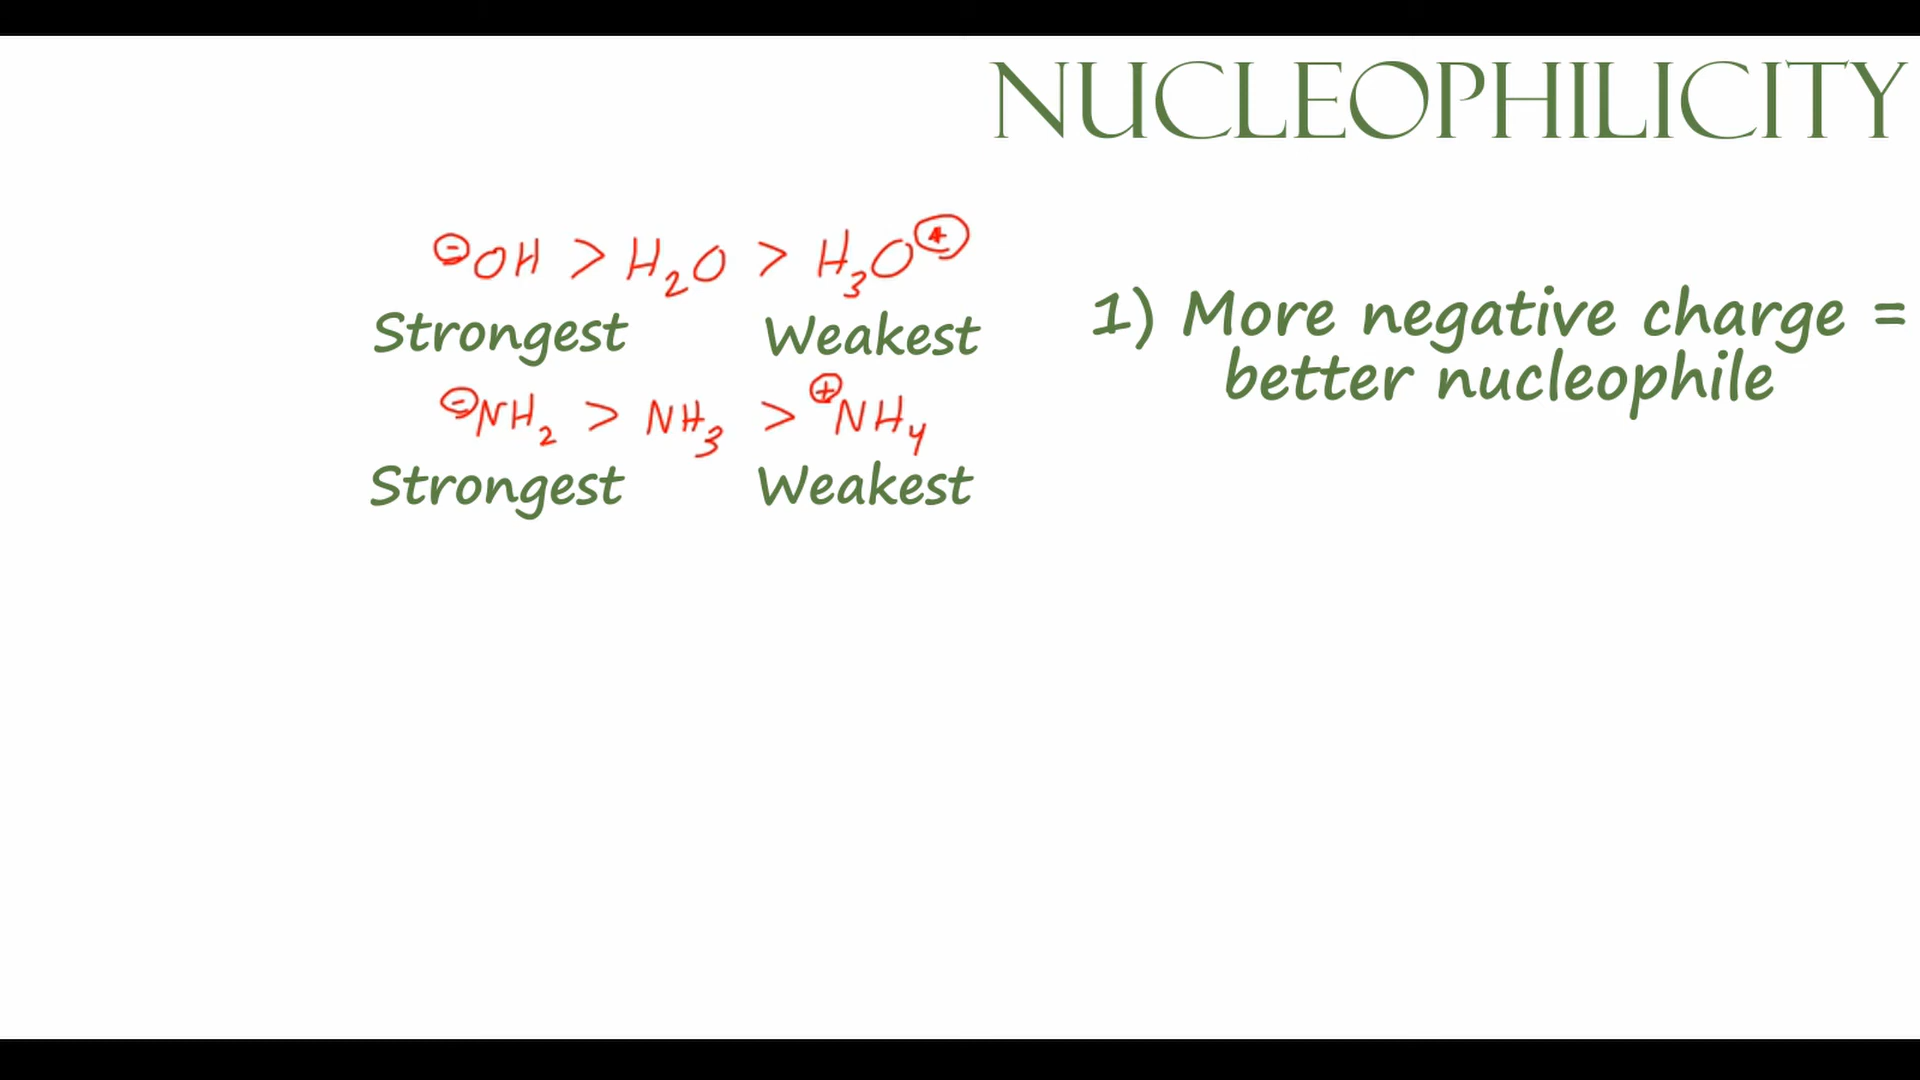 NUCLEOPHILICITY
⊖OH > H₂O > H₃O⊕
Strongest Weakest
⊖NH₂ > NH₃ > ⊕NH₄
Strongest Weakest
1) More negative charge =
better nucleophile